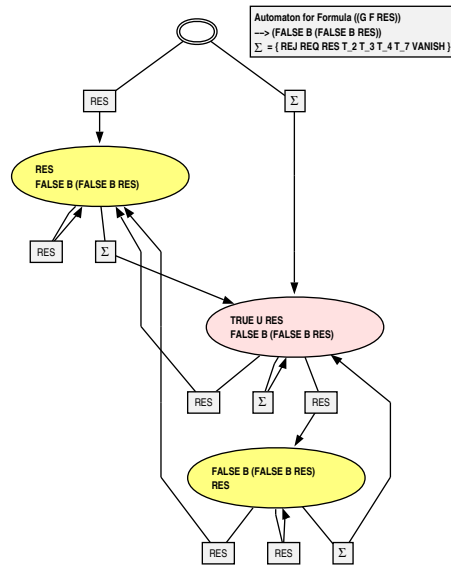 Automaton for Formula ((G F RES))
---> (FALSE B (FALSE B RES))
Σ = { REJ REQ RES T_2 T_3 T_4 T_7 VANISH }
RES
Σ
RES
FALSE B (FALSE B RES)
RES
Σ
TRUE U RES
FALSE B (FALSE B RES)
RES
Σ
RES
FALSE B (FALSE B RES)
RES
RES
RES
Σ